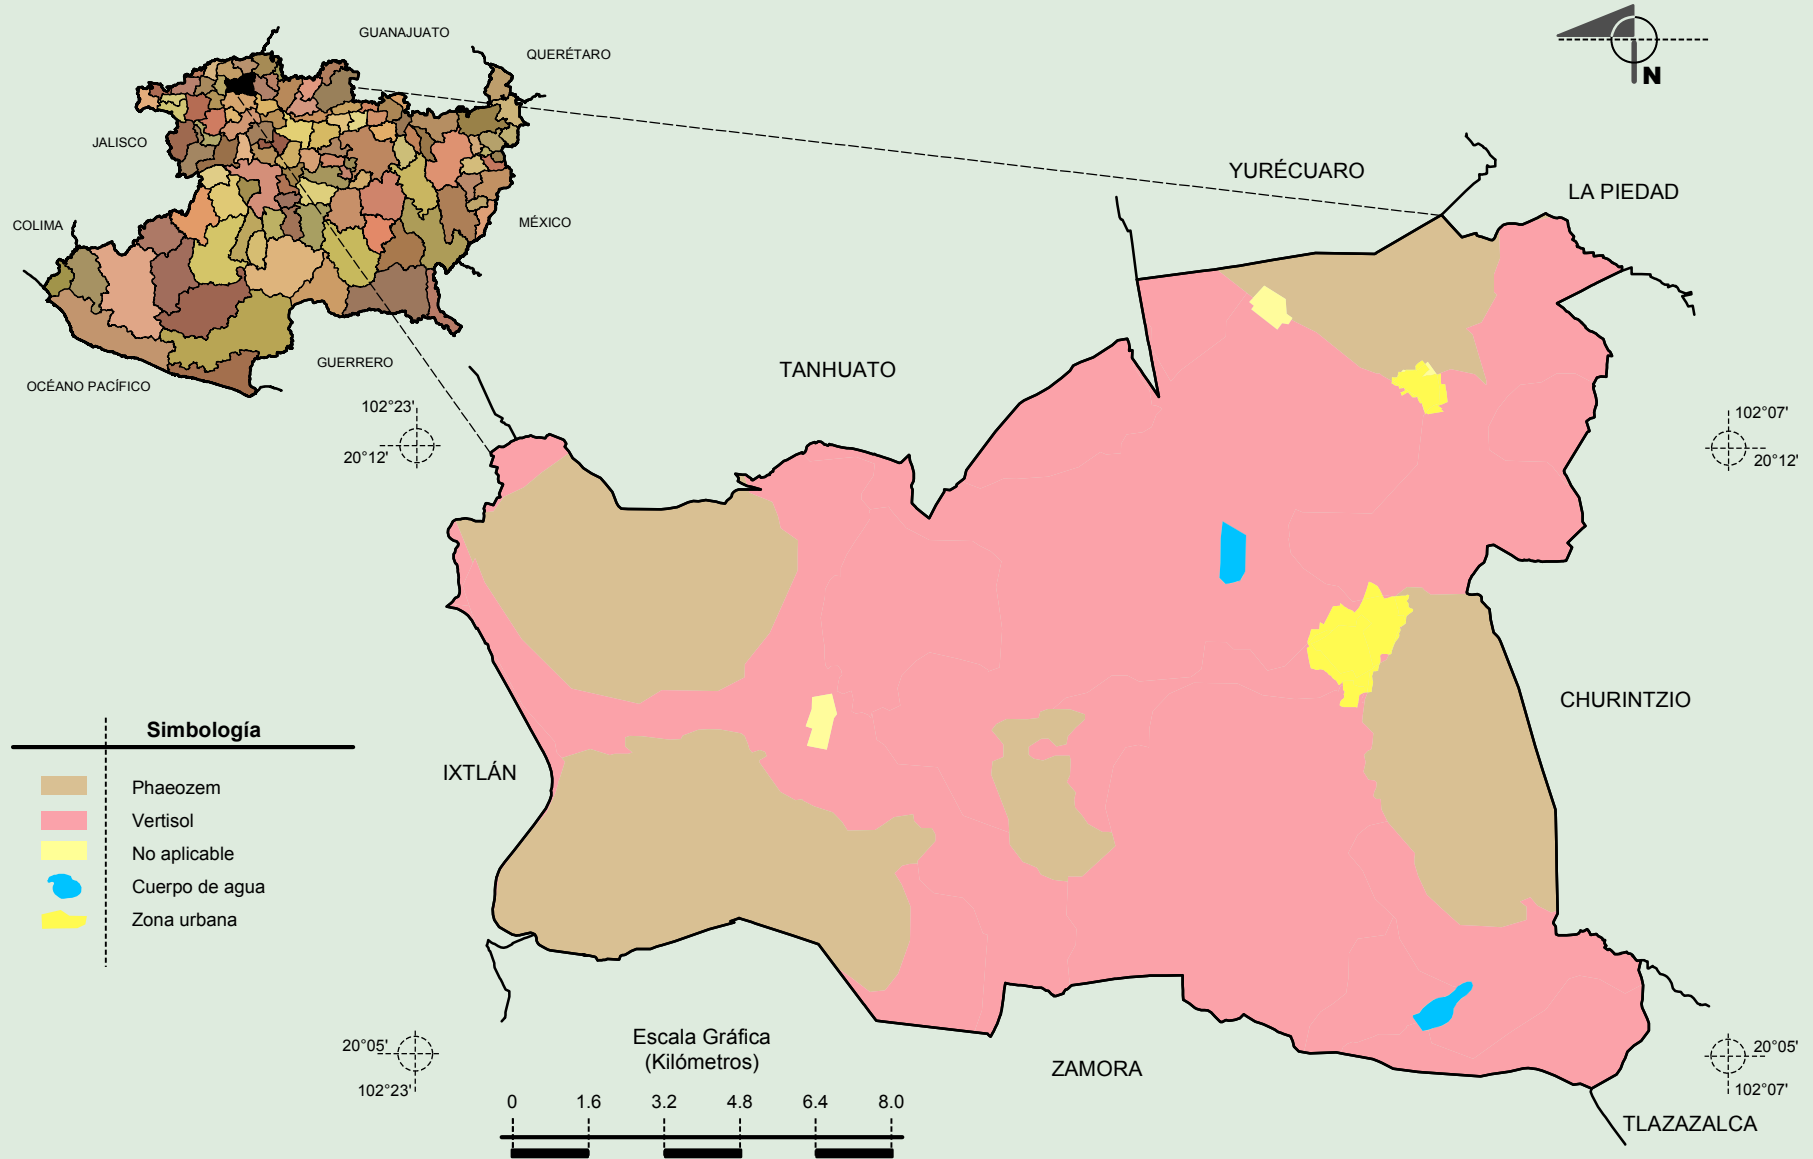 GUANAJUATO
QUERÉTARO
JALISCO
COLIMA
MÉXICO
GUERRERO
OCÉANO PACÍFICO
N
YURÉCUARO
LA PIEDAD
TANHUATO
102°23'
20°12'
102°07'
20°12'
CHURINTZIO
IXTLÁN
Simbología
Phaeozem
Vertisol
No aplicable
Cuerpo de agua
Zona urbana
20°05'
102°23'
Escala Gráfica
(Kilómetros)
0 1.6 3.2 4.8 6.4 8.0
ZAMORA
20°05'
102°07'
TLAZAZALCA